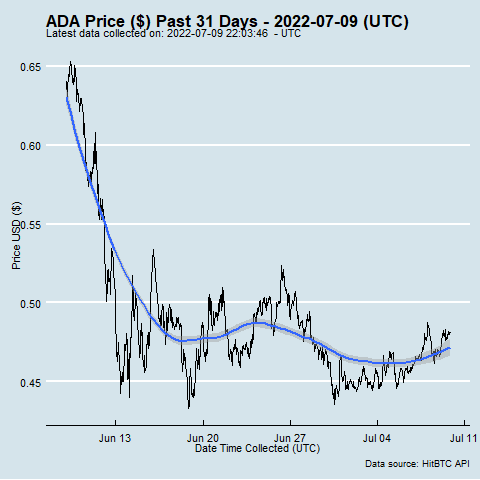 ADA Price ($) Past 31 Days - 2022-07-09 (UTC)
Latest data collected on: 2022-07-09 22:03:46 - UTC
0.65
0.60
0.55
0.50
0.45
Price USD ($)
Jun 13 Jun 20 Jun 27 Jul 04 Jul 11
Date Time Collected (UTC)
Data source: HitBTC API